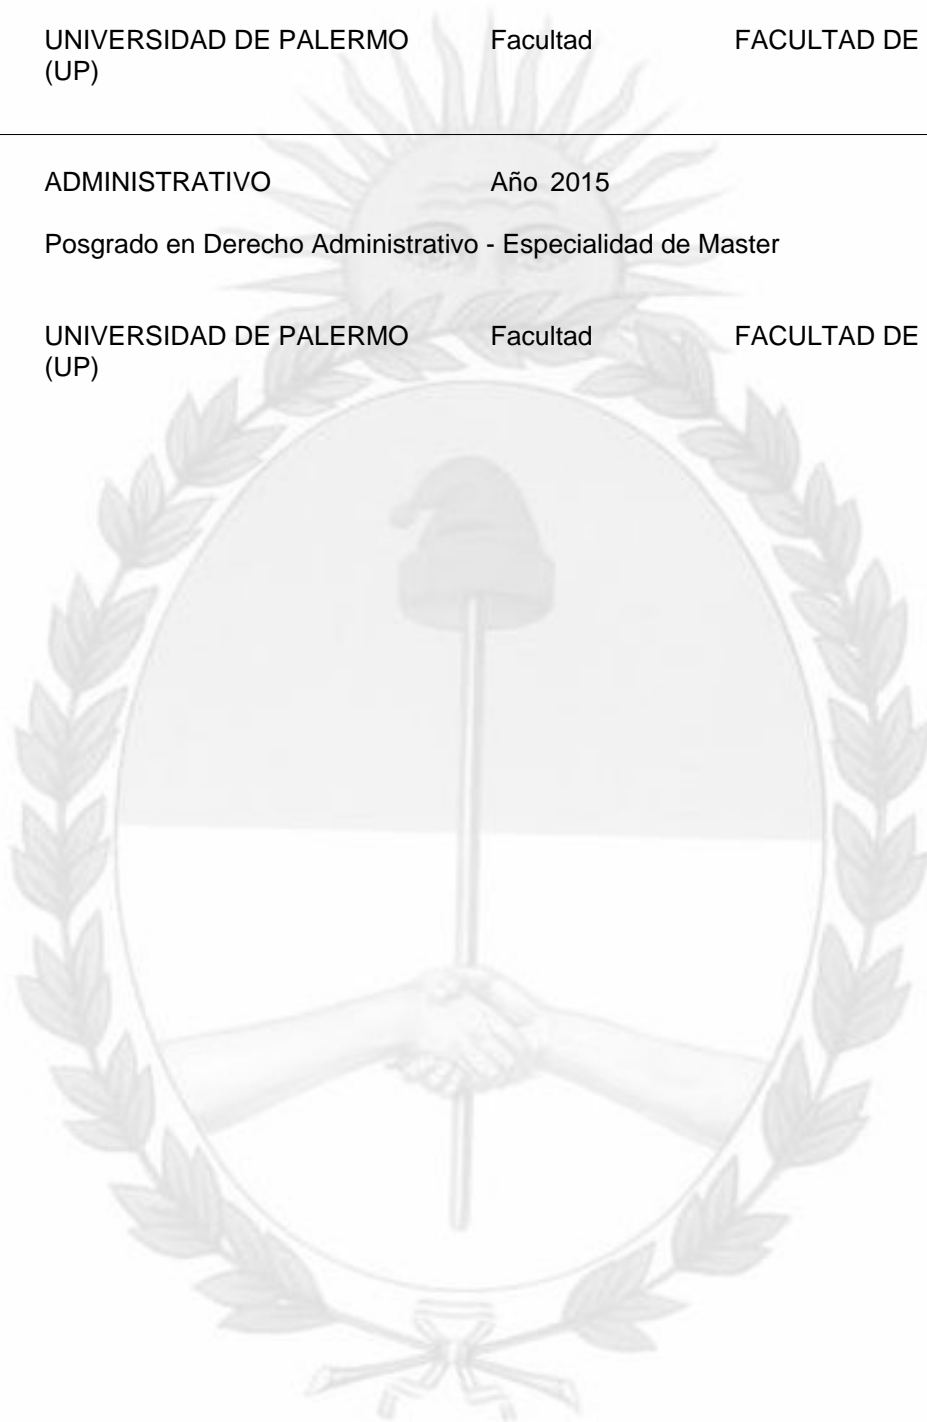 UNIVERSIDAD DE PALERMO Facultad FACULTAD DE
(UP)
ADMINISTRATIVO Año 2015
Posgrado en Derecho Administrativo - Especialidad de Master
UNIVERSIDAD DE PALERMO Facultad FACULTAD DE
(UP)